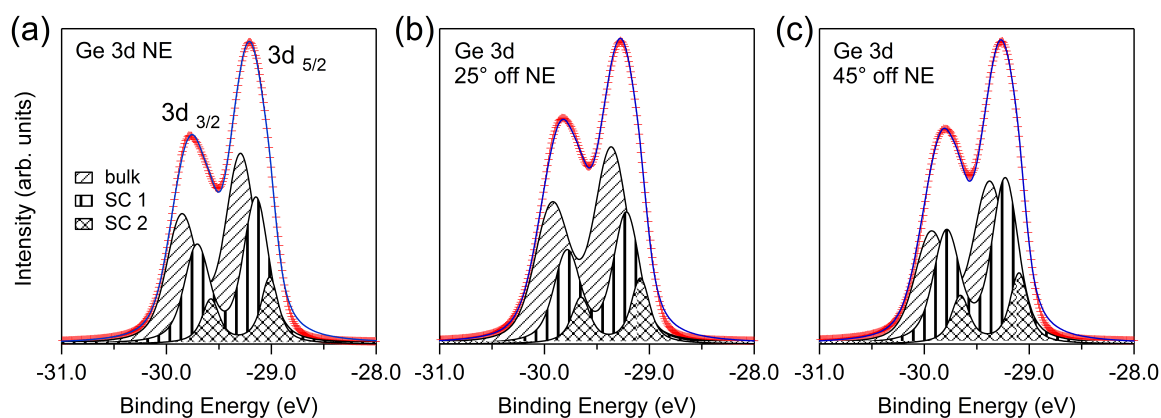 (a)
Ge 3d NE
3d 5/2
3d 3/2
bulk
SC 1
SC 2
Intensity (arb. units)
-31.0 -30.0 -29.0 -28.0
Binding Energy (eV)
(b)
Ge 3d
25° off NE
-31.0 -30.0 -29.0 -28.0
Binding Energy (eV)
(c)
Ge 3d
45° off NE
-31.0 -30.0 -29.0 -28.0
Binding Energy (eV)